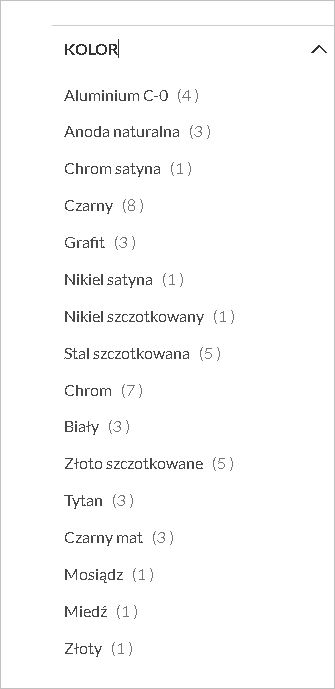 KOLOR
Aluminium C-0 (4)
Anoda naturalna (3)
Chrom satyna (1)
Czarny (8)
Grafit (3)
Nikiel satyna (1)
Nikiel szczotkowany (1)
Stal szczotkowana (5)
Chrom (7)
Biały (3)
Złoto szczotkowane (5)
Tytan (3)
Czarny mat (3)
Mosiądz (1)
Miedź (1)
Złoty (1)